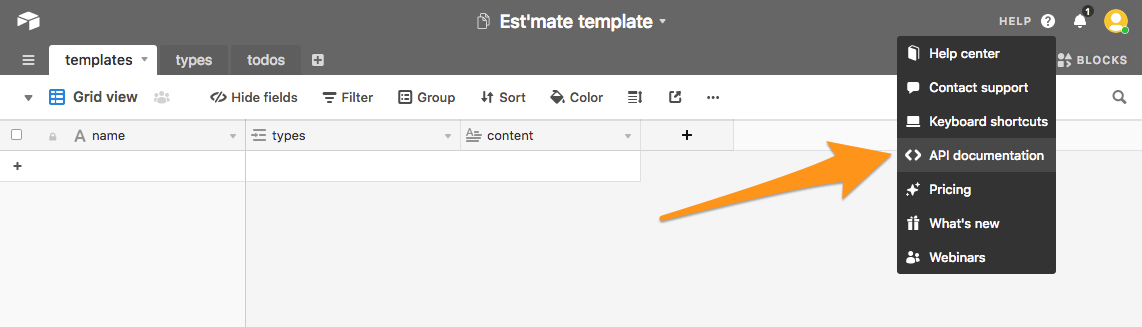 Est'mate template
HELP ? 1
templates types todos
BLOCKS
Grid view Hide fields Filter Group Sort Color
A name types A content +
+
Help center
Contact support
Keyboard shortcuts
API documentation
Pricing
What's new
Webinars